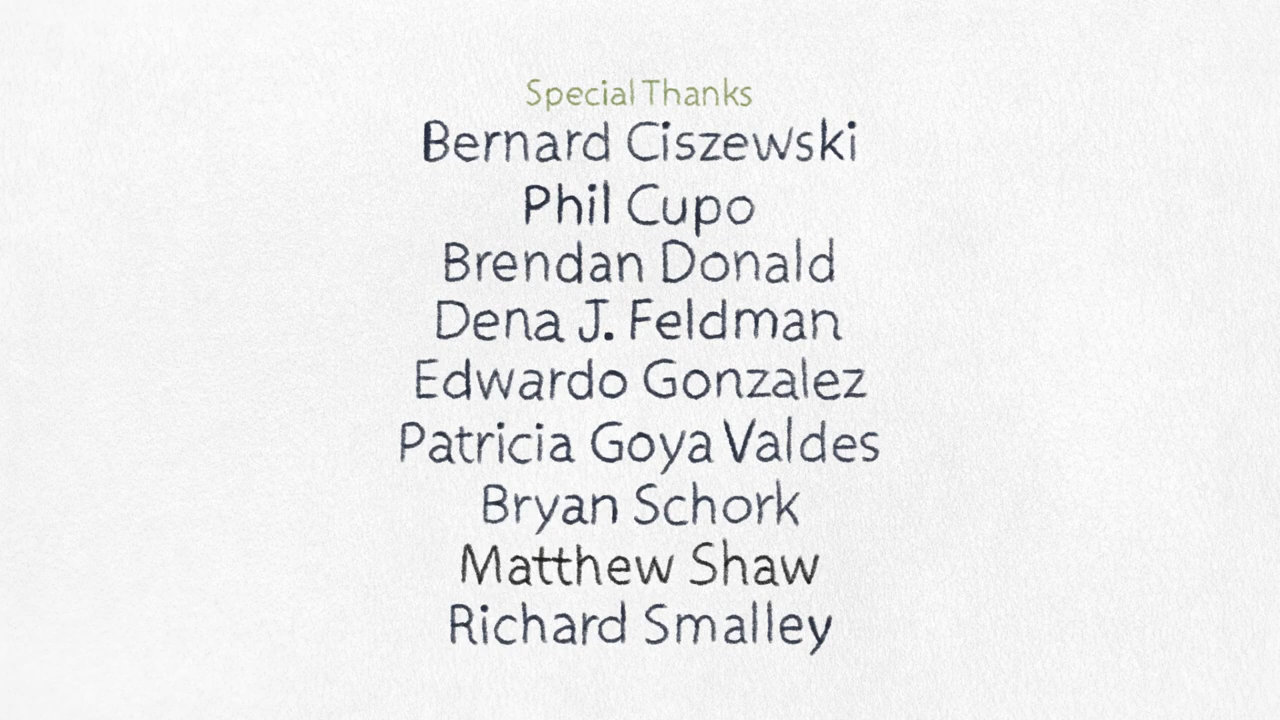 Special Thanks
Bernard Ciszewski
Phil Cupo
Brendan Donald
Dena J. Feldman
Edwardo Gonzalez
Patricia Goya Valdes
Bryan Schork
Matthew Shaw
Richard Smalley